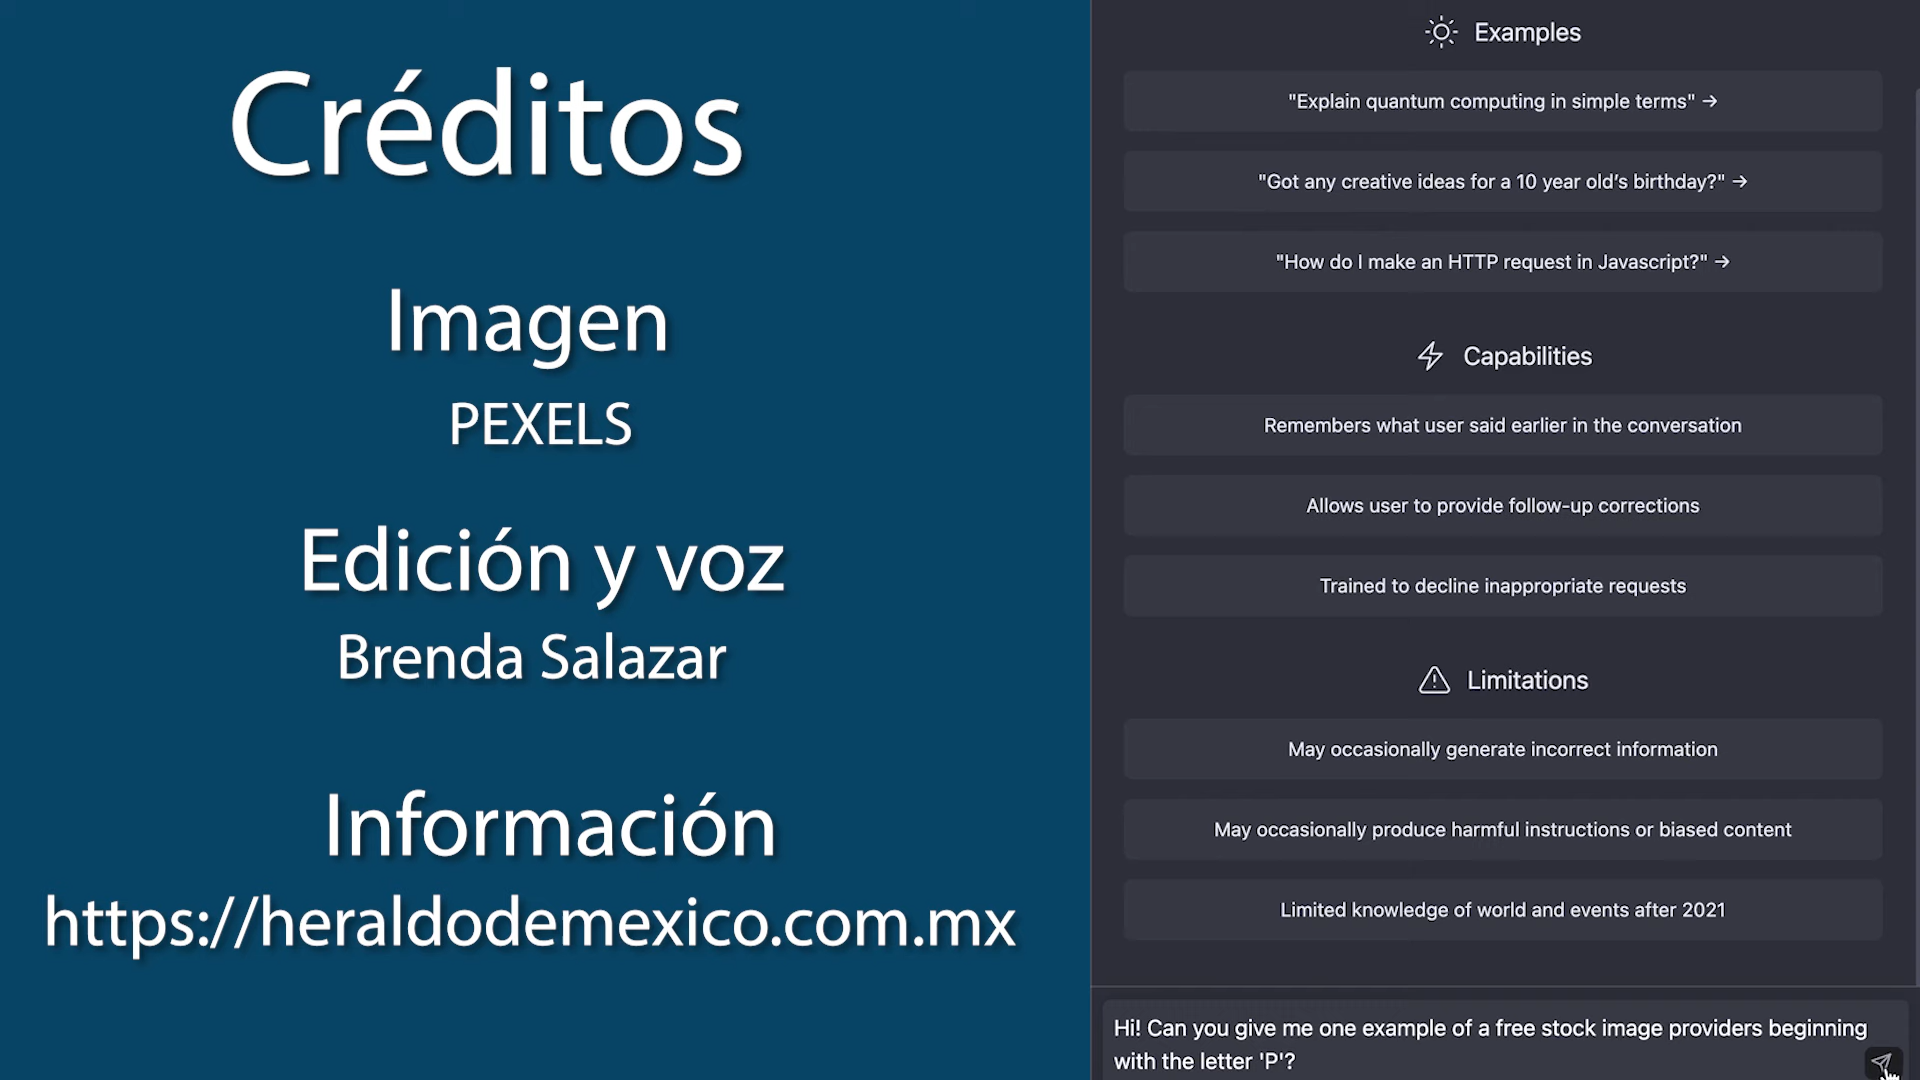 Créditos
Imagen
PEXELS
Edición y voz
Brenda Salazar
Información
https://heraldodemexico.com.mx
Examples
"Explain quantum computing in simple terms" →
"Got any creative ideas for a 10 year old’s birthday?" →
"How do I make an HTTP request in Javascript?" →
Capabilities
Remembers what user said earlier in the conversation
Allows user to provide follow-up corrections
Trained to decline inappropriate requests
Limitations
May occasionally generate incorrect information
May occasionally produce harmful instructions or biased content
Limited knowledge of world and events after 2021
Hi! Can you give me one example of a free stock image providers beginning
with the letter 'P'?